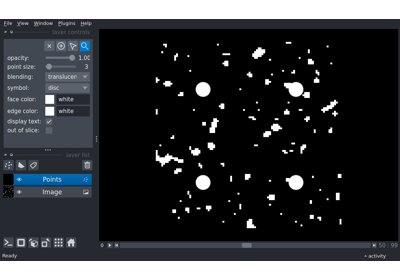 File View Window Plugins Help
layer controls
opacity: 1.00
point size: 3
blending: translucen
symbol: disc
face color: white
edge color: white
display text:
out of slice:
layer list
Points
Image
0 50 99
Ready activity